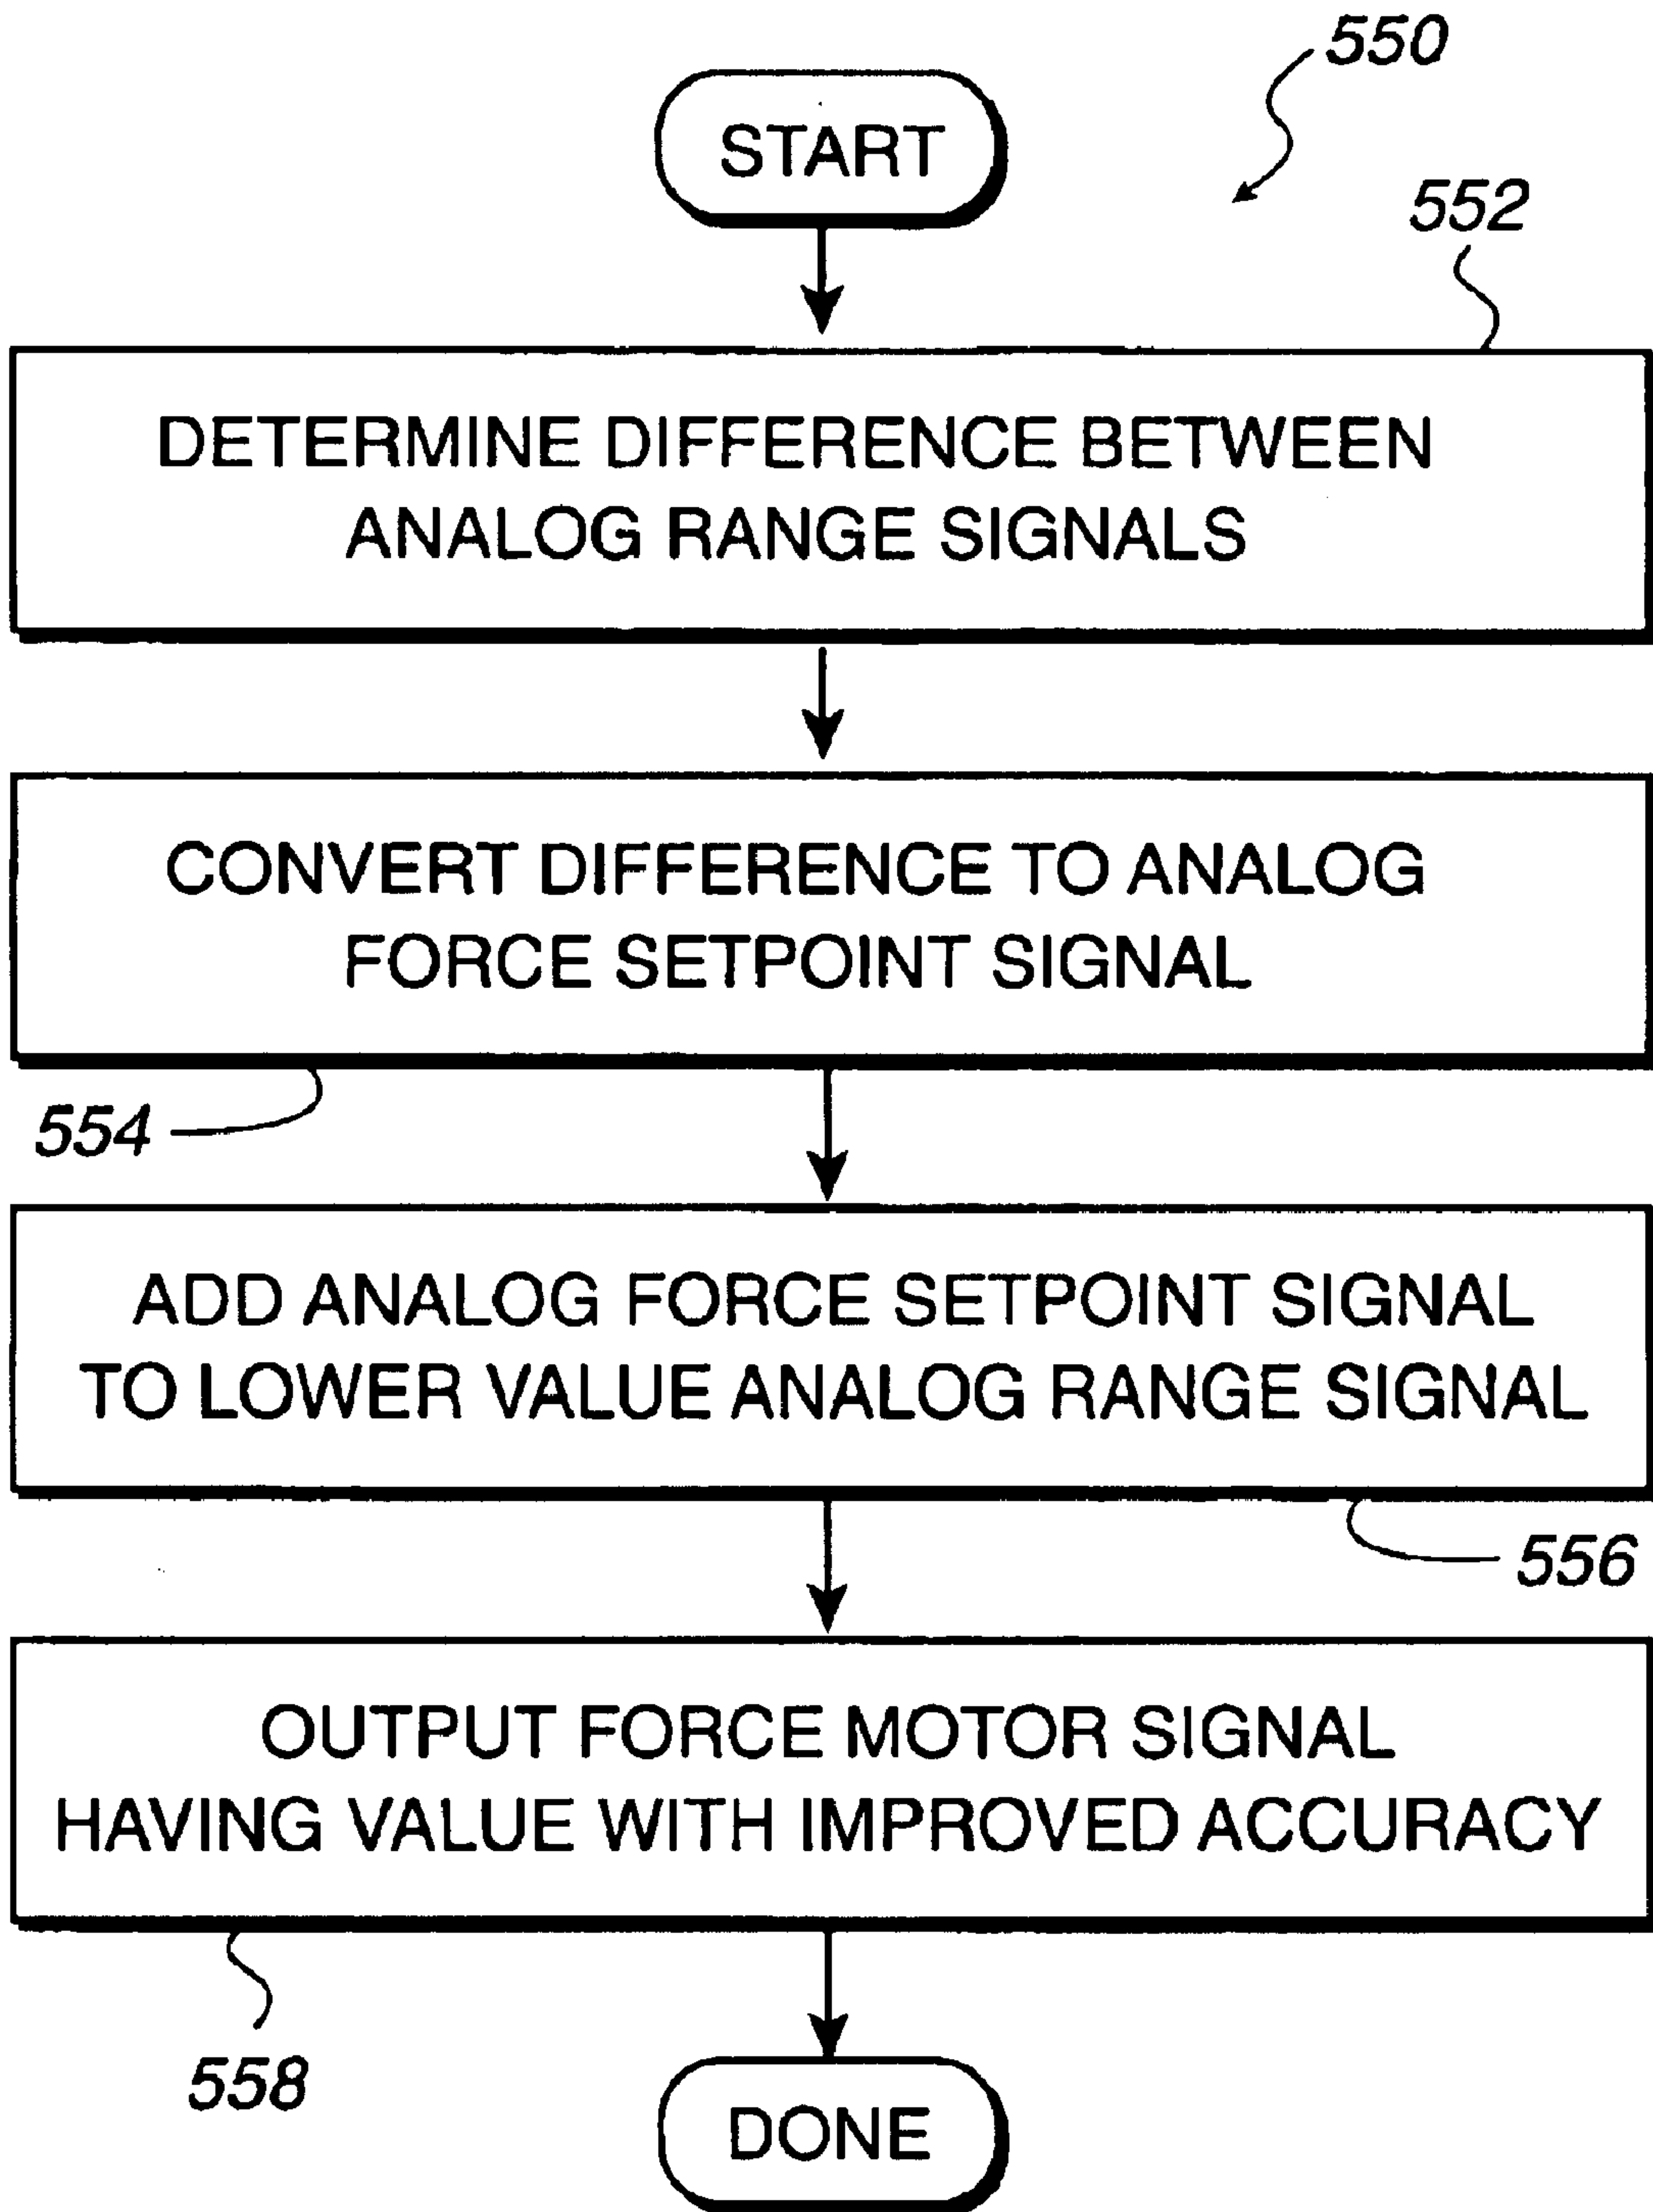 550
START
552
DETERMINE DIFFERENCE BETWEEN
ANALOG RANGE SIGNALS
CONVERT DIFFERENCE TO ANALOG
FORCE SETPOINT SIGNAL
554
ADD ANALOG FORCE SETPOINT SIGNAL
TO LOWER VALUE ANALOG RANGE SIGNAL
556
OUTPUT FORCE MOTOR SIGNAL
HAVING VALUE WITH IMPROVED ACCURACY
558
DONE